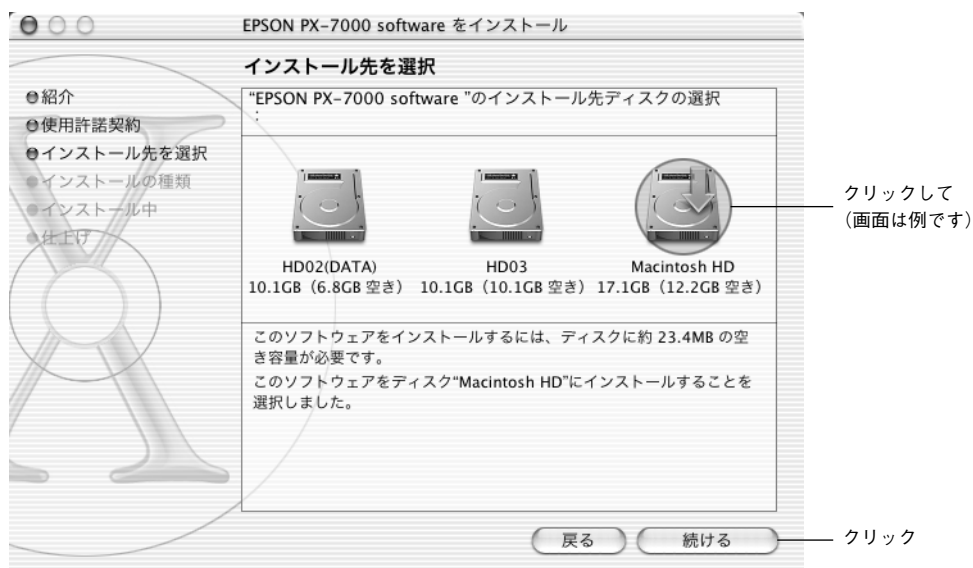 EPSON PX-7000 software をインストール
インストール先を選択
紹介
使用許諾契約
インストール先を選択
インストールの種類
インストール中
仕上げ
“EPSON PX-7000 software ”のインストール先ディスクの選択
:
HD02(DATA)
10.1GB（6.8GB 空き）
HD03
10.1GB（10.1GB 空き）
Macintosh HD
17.1GB（12.2GB 空き）
クリックして
（画面は例です）
このソフトウェアをインストールするには、ディスクに約 23.4MB の空
き容量が必要です。
このソフトウェアをディスク“Macintosh HD”にインストールすることを
選択しました。
戻る
続ける
クリック